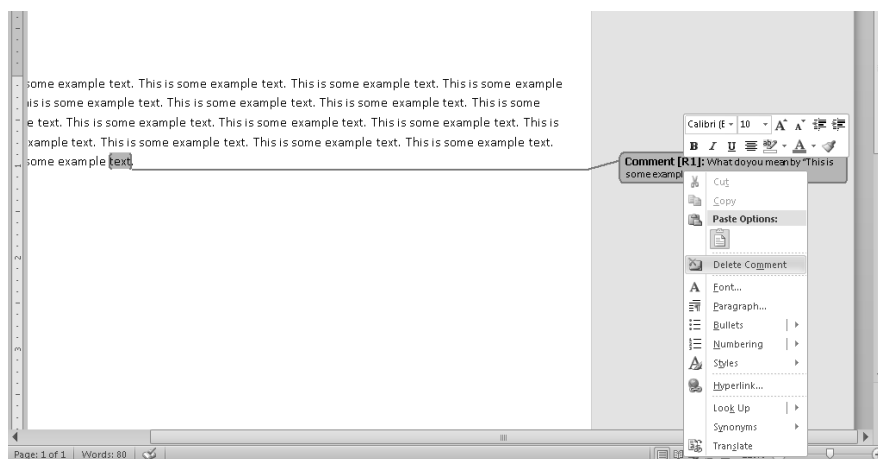 some example text. This is some example text. This is some example text. This is some example
is is some example text. This is some example text. This is some example text. This is some
e text. This is some example text. This is some example text. This is some example text. This is
xample text. This is some example text. This is some example text. This is some example text.
some example text.
Calibri (E 10 A A
B I U A
Comment [R1]: What do you mean by "This is
some exampl
Cut
Copy
Paste Options:
Delete Comment
Font...
Paragraph...
Bullets
Numbering
Styles
Hyperlink...
Look Up
Synonyms
Translate
1
2
3
Page: 1 of 1 Words: 80